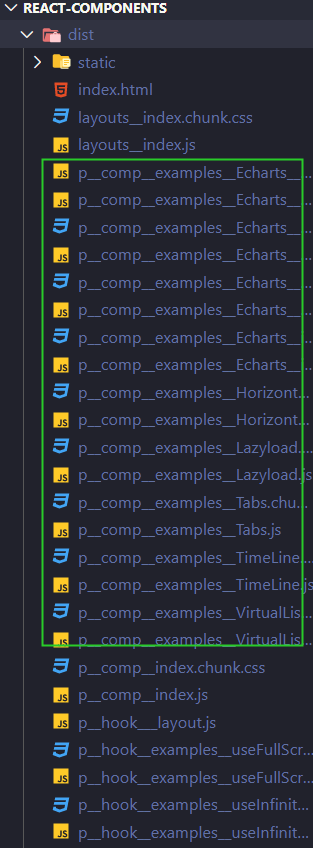 REACT-COMPONENTS
dist
static
index.html
layouts__index.chunk.css
layouts__index.js
p__comp__examples__Echarts__...
p__comp__examples__Echarts__...
p__comp__examples__Echarts__...
p__comp__examples__Echarts__...
p__comp__examples__Echarts__...
p__comp__examples__Echarts__...
p__comp__examples__Echarts__...
p__comp__examples__Echarts__...
p__comp__examples__Horizont...
p__comp__examples__Horizont...
p__comp__examples__Lazyload....
p__comp__examples__Lazyload.js
p__comp__examples__Tabs.chu...
p__comp__examples__Tabs.js
p__comp__examples__TimeLine....
p__comp__examples__TimeLine.js
p__comp__examples__VirtualLis...
p__comp__examples__VirtualLis...
p__comp__index.chunk.css
p__comp__index.js
p__hook___layout.js
p__hook__examples__useFullScr...
p__hook__examples__useFullScr...
p__hook__examples__useInfinit...
p__hook__examples__useInfinit...